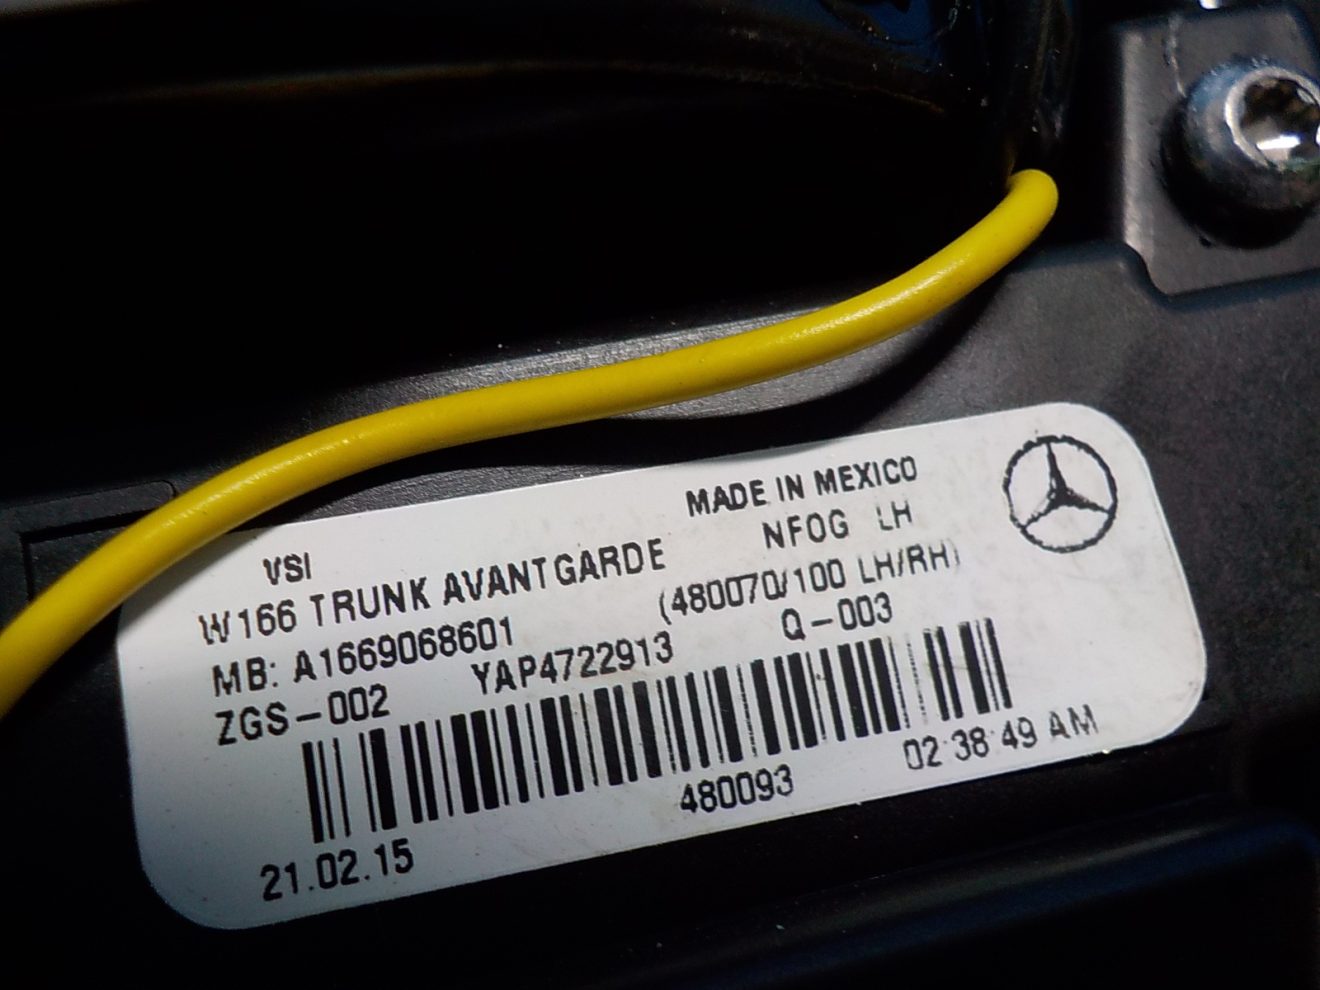 MADE IN MEXICO
VSI
NFOG LH
W166 TRUNK AVANTGARDE
(480070/100 LH/RH)
MB: A1669068601
Q-003
ZGS-002 YAP4722913
480093
02:38:49 AM
21.02.15